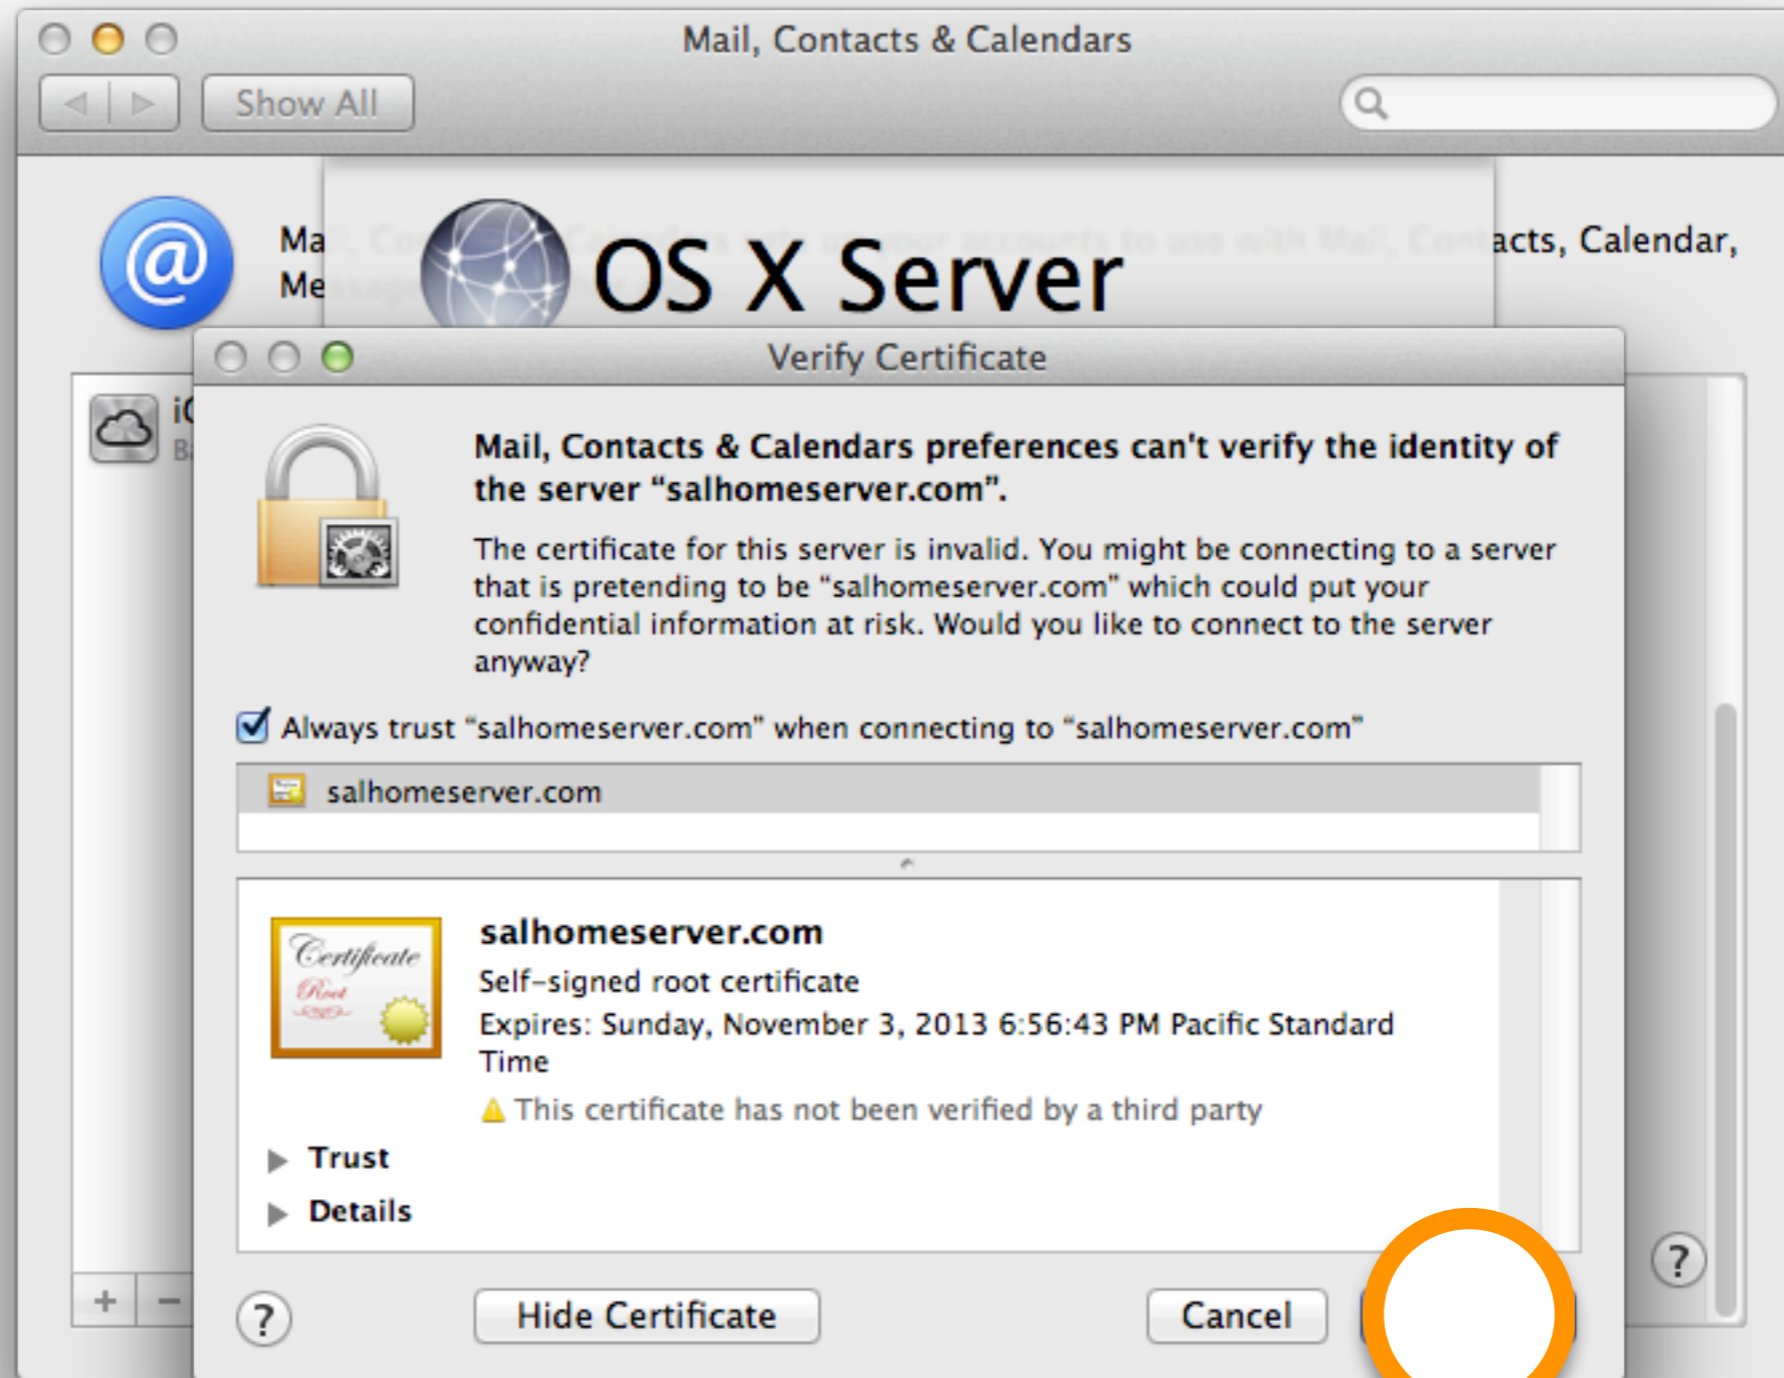 Mail, Contacts & Calendars
Show All
@
OS X Server
acts, Calendar,
Verify Certificate
Mail, Contacts & Calendars preferences can't verify the identity of
the server “salhomeserver.com”.
The certificate for this server is invalid. You might be connecting to a server
that is pretending to be “salhomeserver.com” which could put your
confidential information at risk. Would you like to connect to the server
anyway?
Always trust “salhomeserver.com” when connecting to “salhomeserver.com”
salhomeserver.com
Certificate
Root
salhomeserver.com
Self-signed root certificate
Expires: Sunday, November 3, 2013 6:56:43 PM Pacific Standard
Time
This certificate has not been verified by a third party
Trust
Details
+ −
?
Hide Certificate
Cancel
?